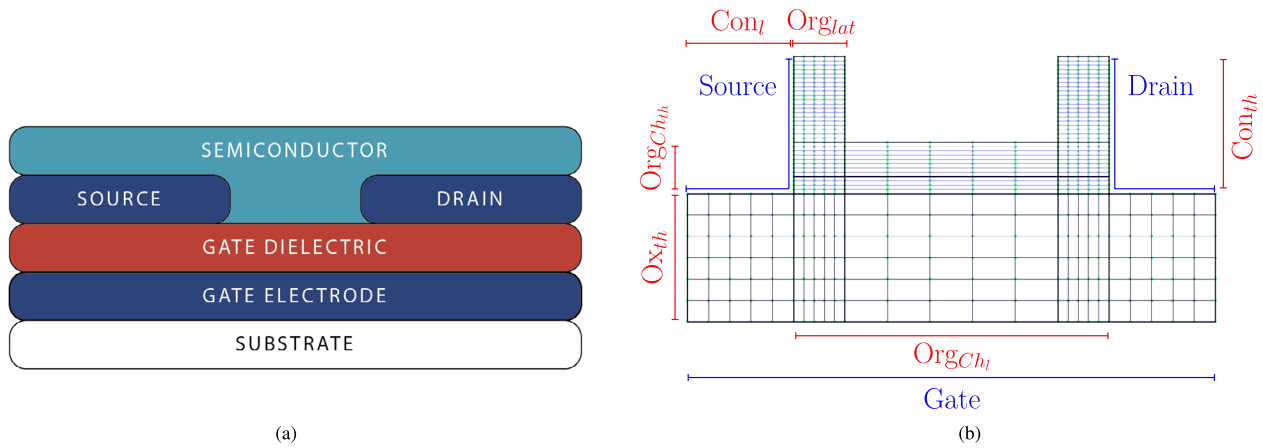 SEMICONDUCTOR
SOURCE
DRAIN
GATE DIELECTRIC
GATE ELECTRODE
SUBSTRATE
(a)
Con_l
Org_lat
Source
Drain
Org_Ch_th
Con_th
Ox_th
Org_Ch_l
Gate
(b)